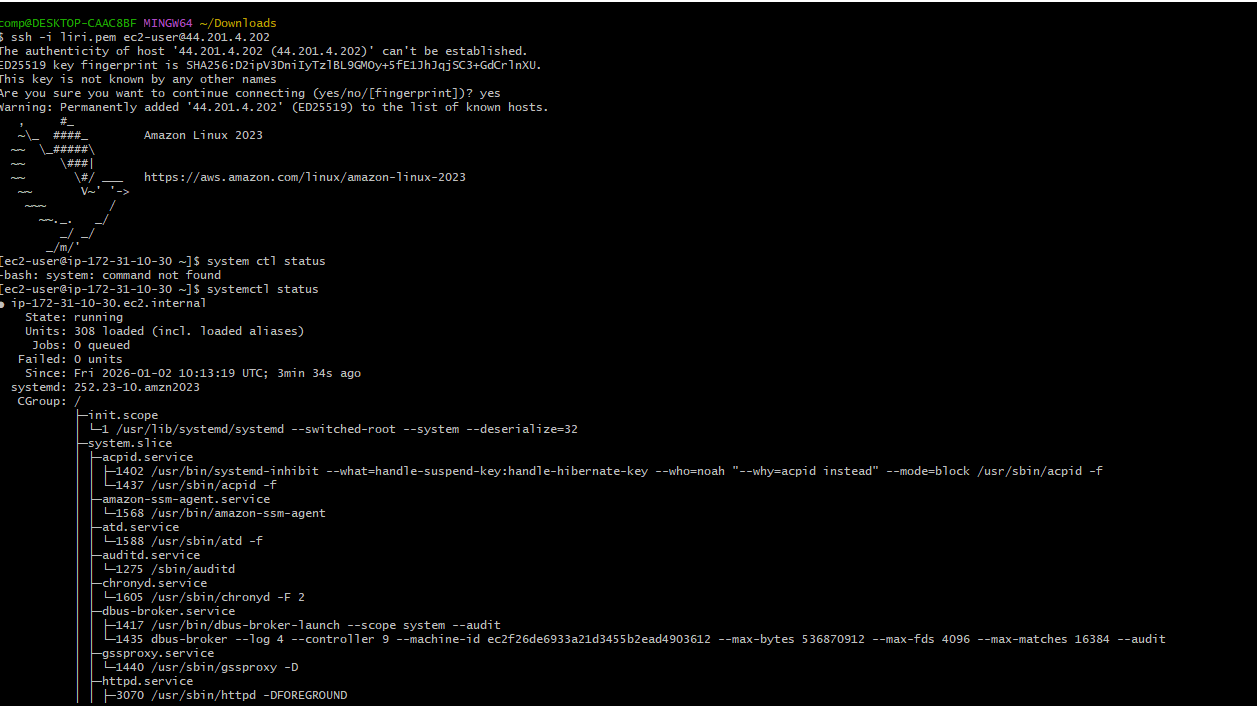 comp@DESKTOP-CAAC8BF MINGW64 ~/Downloads
$ ssh -i liri.pem ec2-user@44.201.4.202
The authenticity of host '44.201.4.202 (44.201.4.202)' can't be established.
ED25519 key fingerprint is SHA256:D2ipV3DniIyTzlBL9GMOy+5fE1JhJqjSC3+GdCrlnXU.
This key is not known by any other names
Are you sure you want to continue connecting (yes/no/[fingerprint])? yes
Warning: Permanently added '44.201.4.202' (ED25519) to the list of known hosts.
   ,     #_
   ~\_  ####_        Amazon Linux 2023
  ~~  \_#####\
  ~~     \###|
  ~~       \#/ ___   https://aws.amazon.com/linux/amazon-linux-2023
   ~~       V~' '->
    ~~~         /
      ~~._.   _/
         _/ _/
       _/m/'
[ec2-user@ip-172-31-10-30 ~]$ system ctl status
-bash: system: command not found
[ec2-user@ip-172-31-10-30 ~]$ systemctl status
● ip-172-31-10-30.ec2.internal
    State: running
    Units: 308 loaded (incl. loaded aliases)
     Jobs: 0 queued
   Failed: 0 units
    Since: Fri 2026-01-02 10:13:19 UTC; 3min 34s ago
  systemd: 252.23-10.amzn2023
   CGroup: /
           ├─init.scope
           │ └─1 /usr/lib/systemd/systemd --switched-root --system --deserialize=32
           ├─system.slice
           │ ├─acpid.service
           │ │ ├─1402 /usr/bin/systemd-inhibit --what=handle-suspend-key:handle-hibernate-key --who=noah "--why=acpid instead" --mode=block /usr/sbin/acpid -f
           │ │ └─1437 /usr/sbin/acpid -f
           │ ├─amazon-ssm-agent.service
           │ │ └─1568 /usr/bin/amazon-ssm-agent
           │ ├─atd.service
           │ │ └─1588 /usr/sbin/atd -f
           │ ├─auditd.service
           │ │ └─1275 /sbin/auditd
           │ ├─chronyd.service
           │ │ └─1605 /usr/sbin/chronyd -F 2
           │ ├─dbus-broker.service
           │ │ ├─1417 /usr/bin/dbus-broker-launch --scope system --audit
           │ │ └─1435 dbus-broker --log 4 --controller 9 --machine-id ec2f26de6933a21d3455b2ead4903612 --max-bytes 536870912 --max-fds 4096 --max-matches 16384 --audit
           │ ├─gssproxy.service
           │ │ └─1440 /usr/sbin/gssproxy -D
           │ ├─httpd.service
           │ │ ├─3070 /usr/sbin/httpd -DFOREGROUND